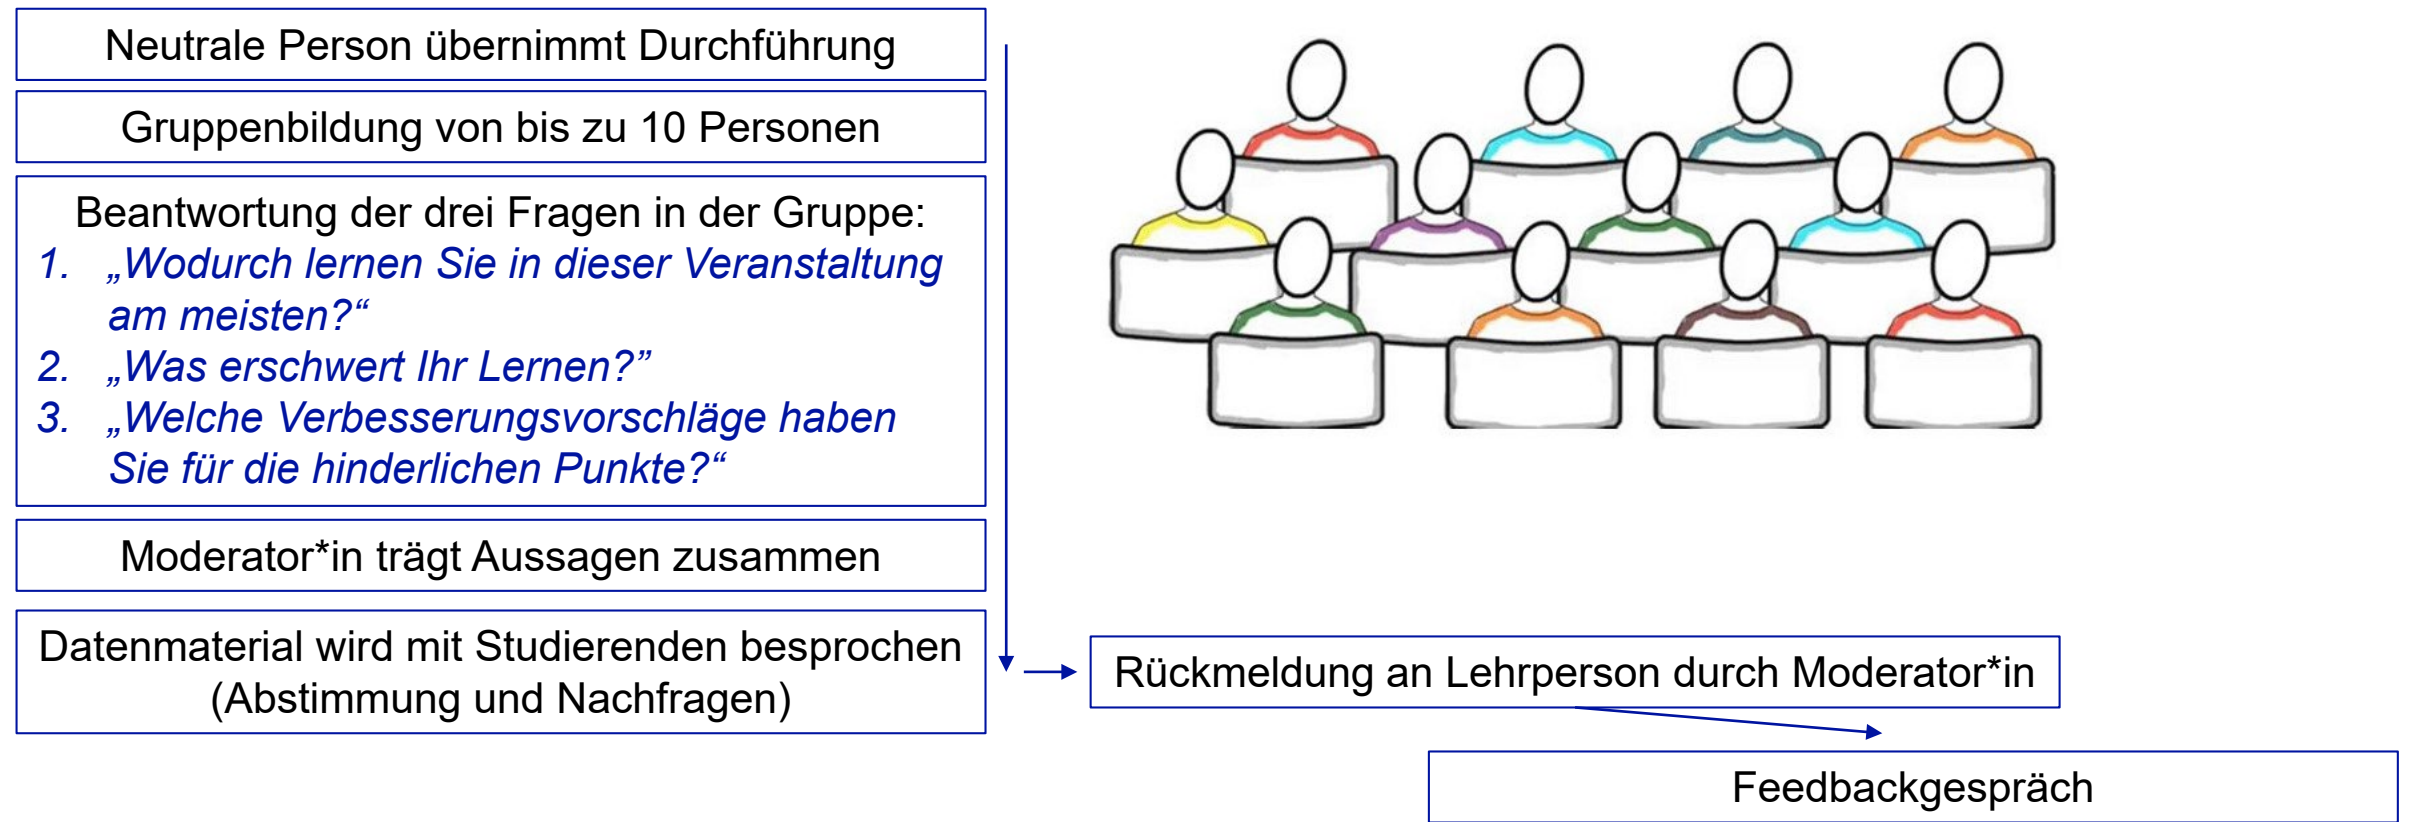 Neutrale Person übernimmt Durchführung
Gruppenbildung von bis zu 10 Personen
Beantwortung der drei Fragen in der Gruppe:
1. „Wodurch lernen Sie in dieser Veranstaltung
am meisten?“
2. „Was erschwert Ihr Lernen?”
3. „Welche Verbesserungsvorschläge haben
Sie für die hinderlichen Punkte?“
Moderator*in trägt Aussagen zusammen
Datenmaterial wird mit Studierenden besprochen
(Abstimmung und Nachfragen)
Rückmeldung an Lehrperson durch Moderator*in
Feedbackgespräch